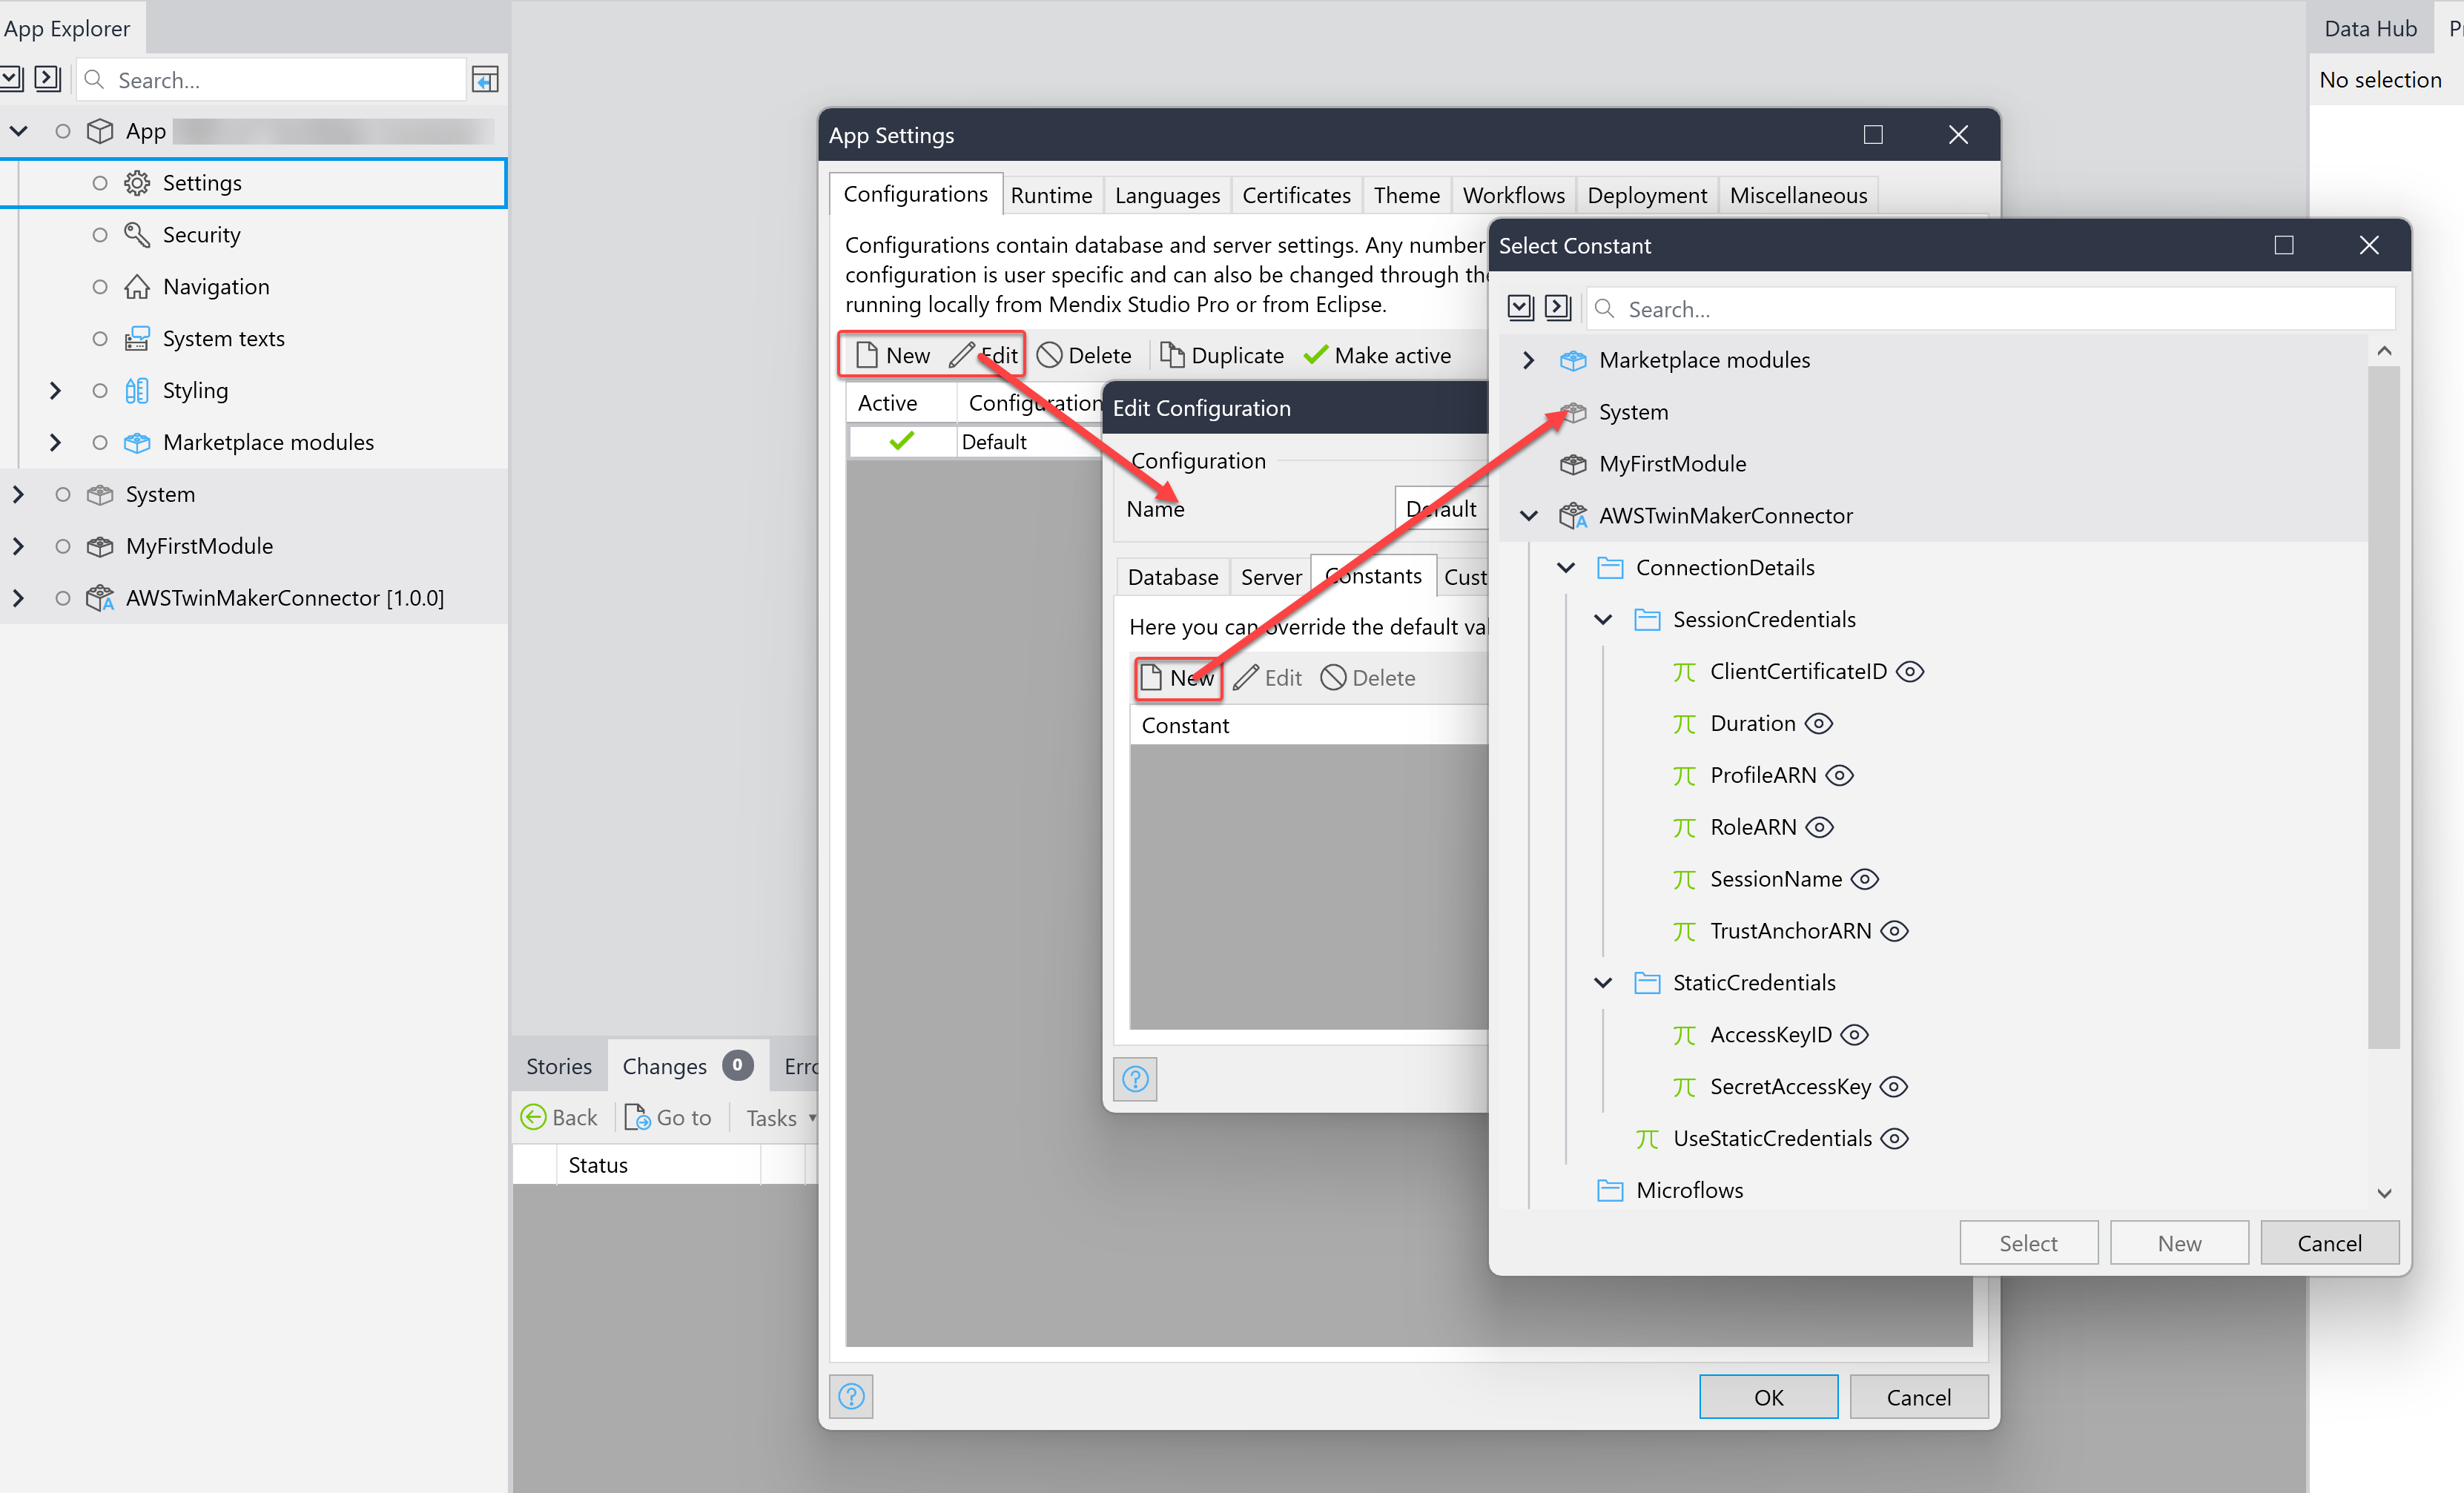 App Explorer
Search...
App
Settings
Security
Navigation
System texts
Styling
Marketplace modules
System
MyFirstModule
AWSTwinMakerConnector [1.0.0]
Stories
Changes 0
Back
Go to
Tasks
Status
App Settings
Configurations Runtime Languages Certificates Theme Workflows Deployment Miscellaneous
Configurations contain database and server settings. Any number
configuration is user specific and can also be changed through
running locally from Mendix Studio Pro or from Eclipse.
New Edit Delete Duplicate Make active
Active Configuration
Default
OK
Cancel
Edit Configuration
Configuration
Name Default
Database Server Constants
Here you can override the default
New Edit Delete
Constant
Select Constant
Search...
Marketplace modules
System
MyFirstModule
AWSTwinMakerConnector
ConnectionDetails
SessionCredentials
ClientCertificateID
Duration
ProfileARN
RoleARN
SessionName
TrustAnchorARN
StaticCredentials
AccessKeyID
SecretAccessKey
UseStaticCredentials
Microflows
Select
New
Cancel
Data Hub
No selection